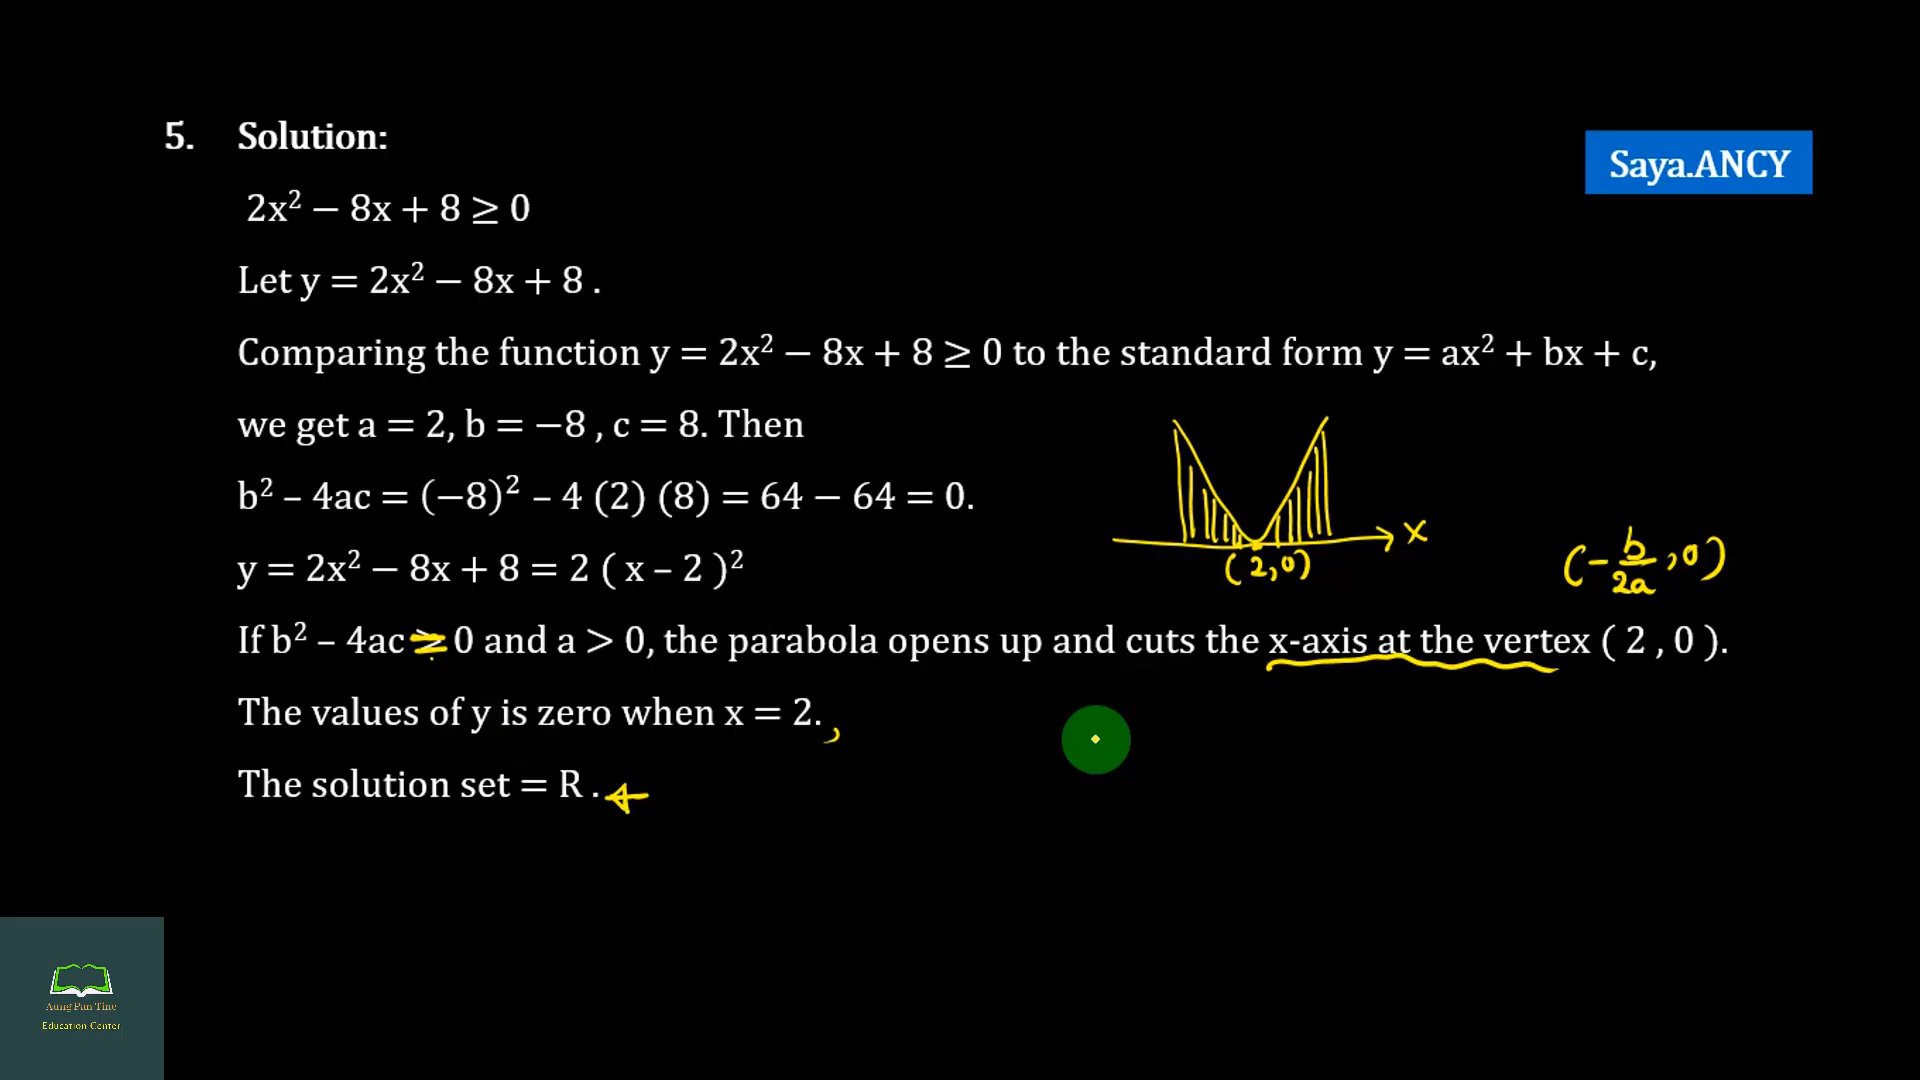 5. Solution:
Saya.ANCY
2x² − 8x + 8 ≥ 0
Let y = 2x² − 8x + 8 .
Comparing the function y = 2x² − 8x + 8 ≥ 0 to the standard form y = ax² + bx + c,
we get a = 2, b = −8 , c = 8. Then
b² – 4ac = (−8)² – 4 (2) (8) = 64 − 64 = 0.
x
(2,0)
(-b/2a,0)
y = 2x² − 8x + 8 = 2 ( x – 2 )²
If b² – 4ac = 0 and a > 0, the parabola opens up and cuts the x-axis at the vertex ( 2 , 0 ).
The values of y is zero when x = 2. ,
The solution set = R .
Aung Pan Tine
Education Center